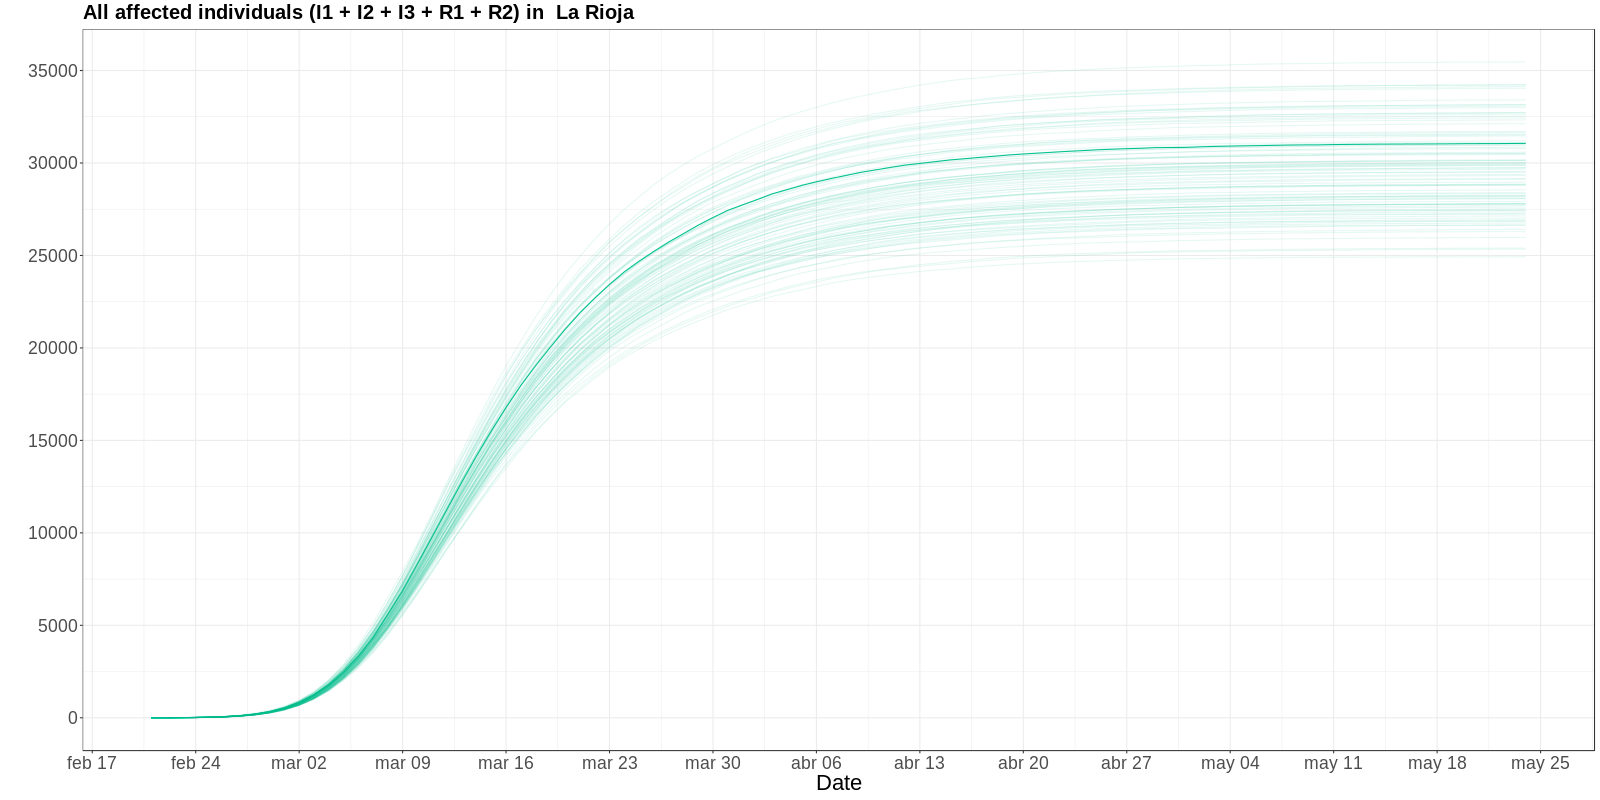 All affected individuals (I1 + I2 + I3 + R1 + R2) in  La Rioja
35000
30000
25000
20000
15000
10000
5000
0
feb 17 feb 24 mar 02 mar 09 mar 16 mar 23 mar 30 abr 06 abr 13 abr 20 abr 27 may 04 may 11 may 18 may 25
Date